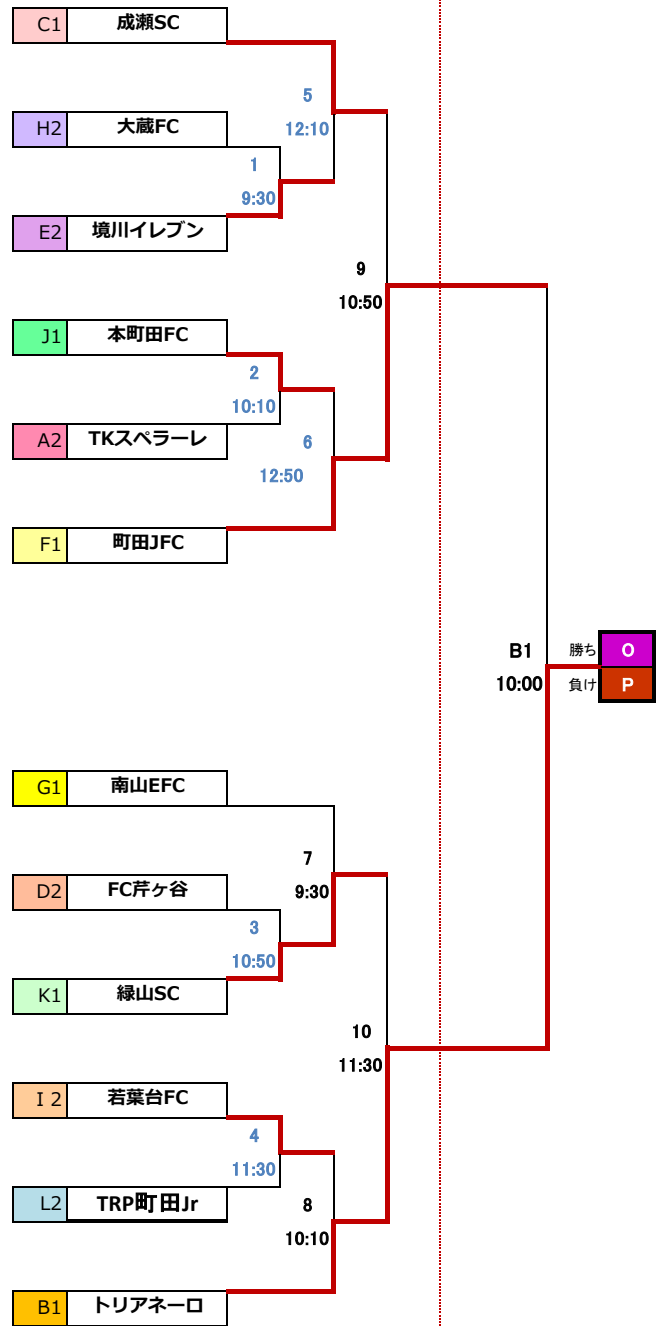 C1 成瀬SC
5
H2 大蔵FC
12:10
1
9:30
E2 境川イレブン
9
10:50
J1 本町田FC
2
10:10
A2 TKスペラーレ
6
12:50
F1 町田JFC
B1 勝ち O
10:00 負け P
G1 南山EFC
7
D2 FC芹ヶ谷
9:30
3
10:50
K1 緑山SC
10
11:30
I 2 若葉台FC
4
11:30
L2 TRP町田Jr
8
10:10
B1 トリアネーロ